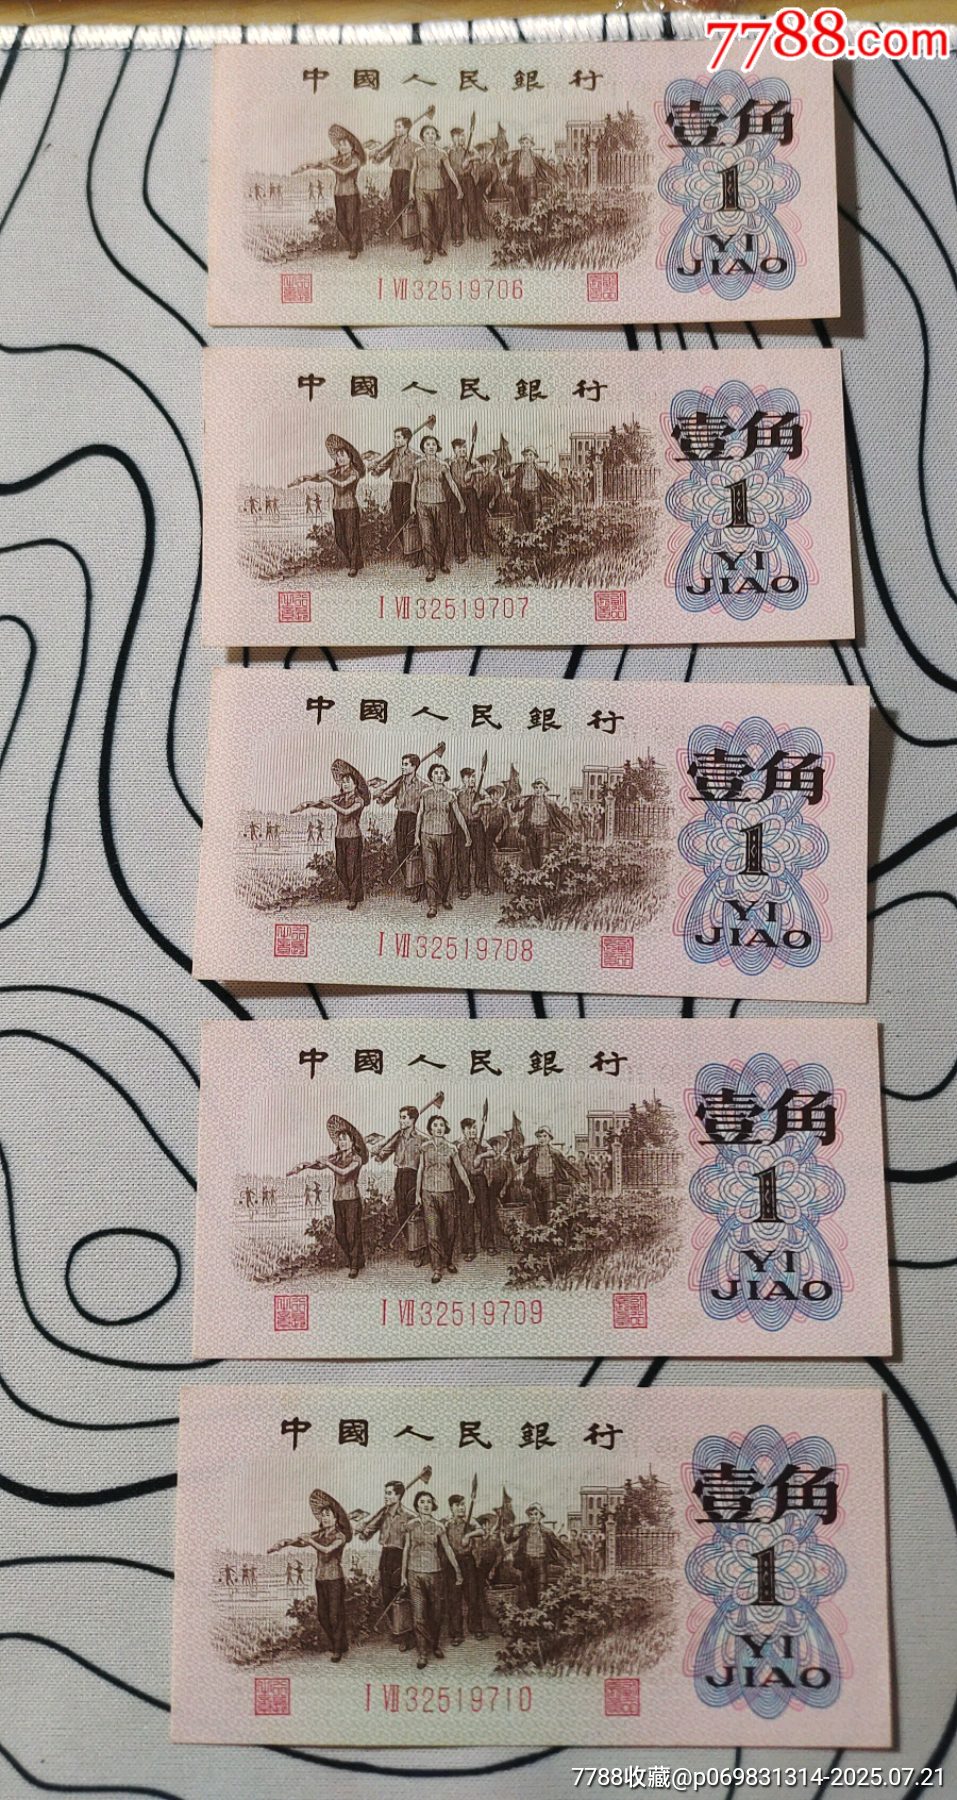 7788.com
中國人民銀行
壹角
1
YI
JIAO
I VII 32519706
中國人民銀行
壹角
1
YI
JIAO
I VII 32519707
中國人民銀行
壹角
1
YI
JIAO
I VII 32519708
中國人民銀行
壹角
1
YI
JIAO
I VII 32519709
中國人民銀行
壹角
1
YI
JIAO
I VII 32519710
7788收藏@p069831314-2025.07.21